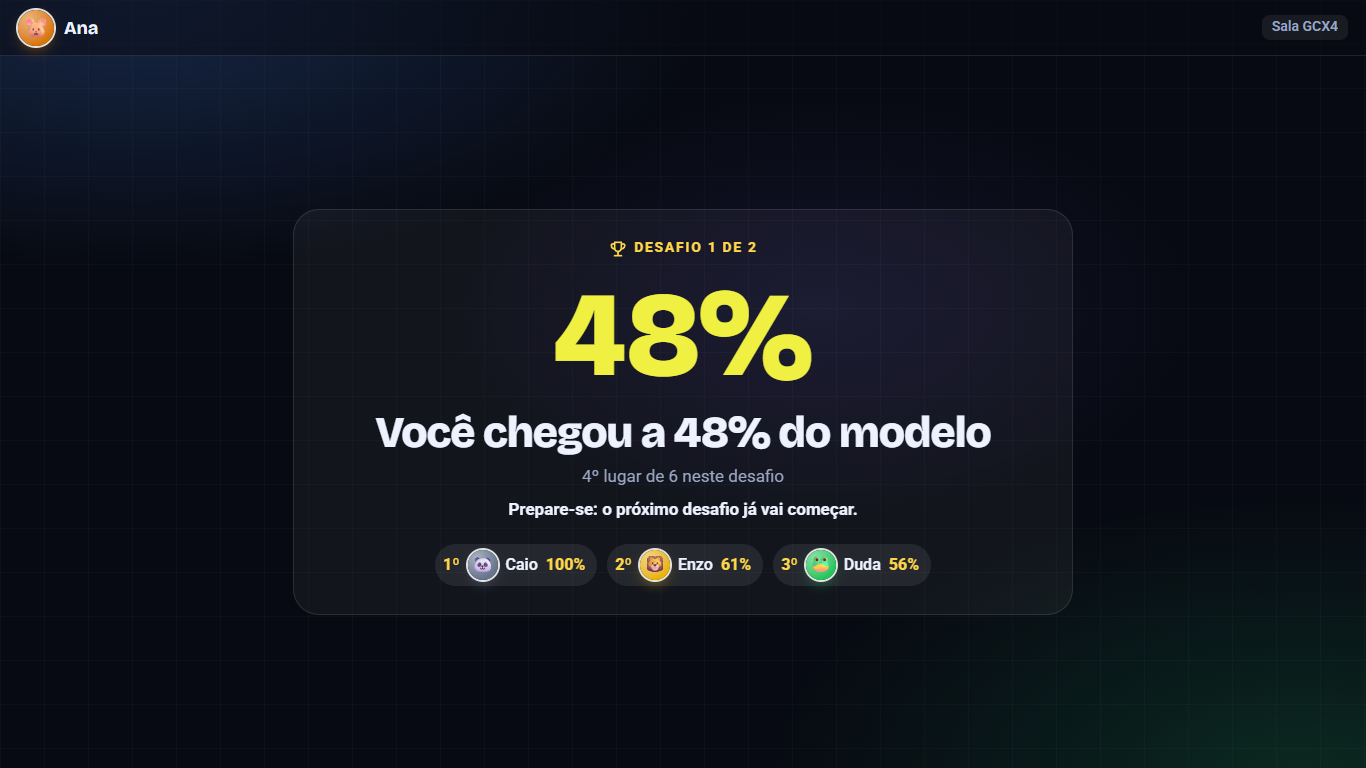 Ana
Sala GCX4
DESAFIO 1 DE 2
48%
Você chegou a 48% do modelo
4º lugar de 6 neste desafio
Prepare-se: o próximo desafio já vai começar.
1º Caio 100% 2º Enzo 61% 3º Duda 56%